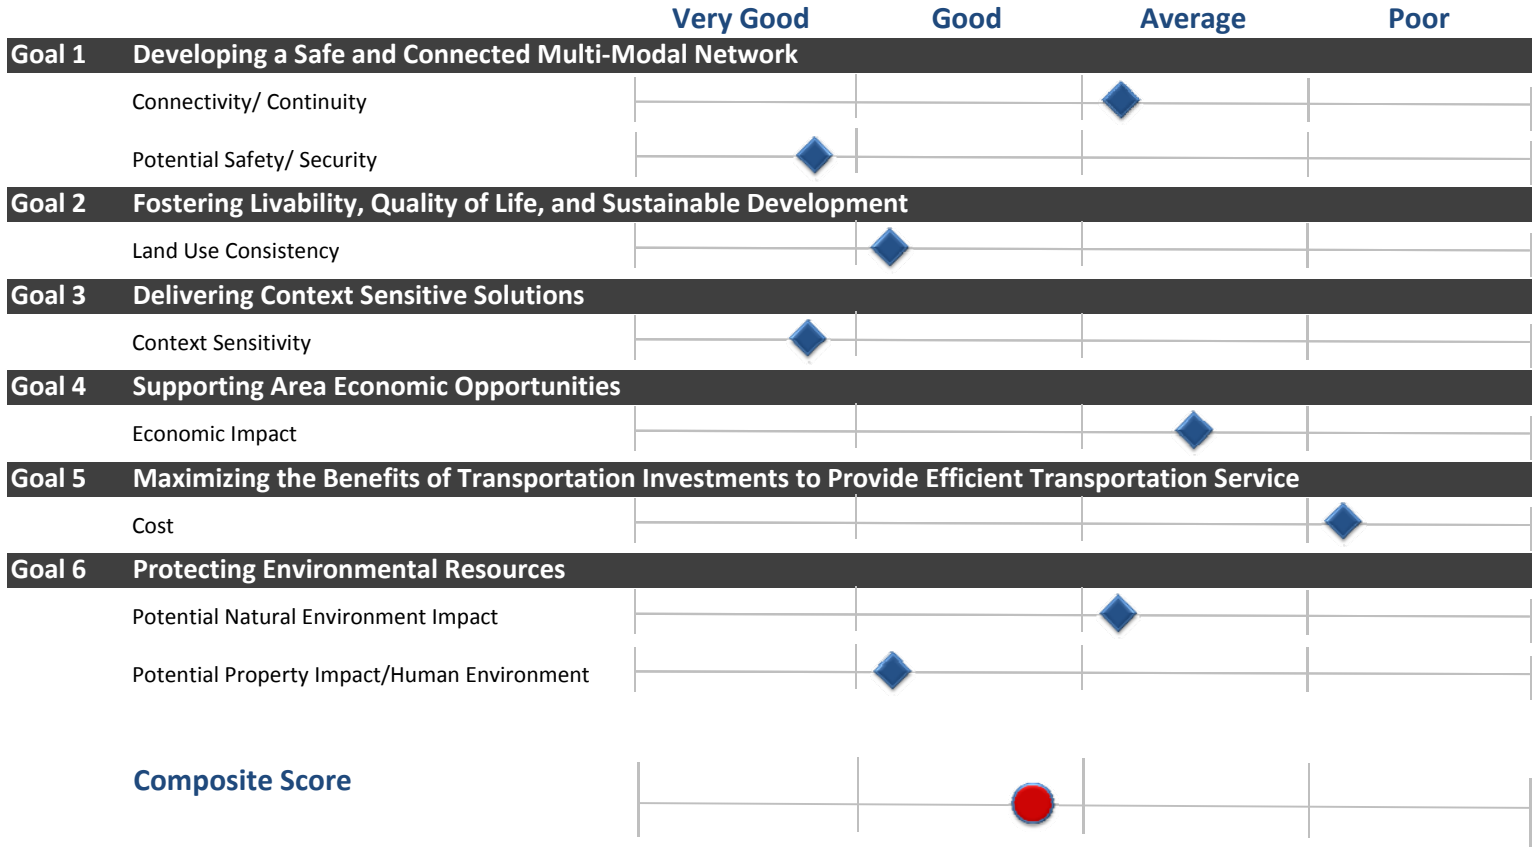 Very Good Good Average Poor
Goal 1 Developing a Safe and Connected Multi-Modal Network
Connectivity/ Continuity
Potential Safety/ Security
Goal 2 Fostering Livability, Quality of Life, and Sustainable Development
Land Use Consistency
Goal 3 Delivering Context Sensitive Solutions
Context Sensitivity
Goal 4 Supporting Area Economic Opportunities
Economic Impact
Goal 5 Maximizing the Benefits of Transportation Investments to Provide Efficient Transportation Service
Cost
Goal 6 Protecting Environmental Resources
Potential Natural Environment Impact
Potential Property Impact/Human Environment
Composite Score